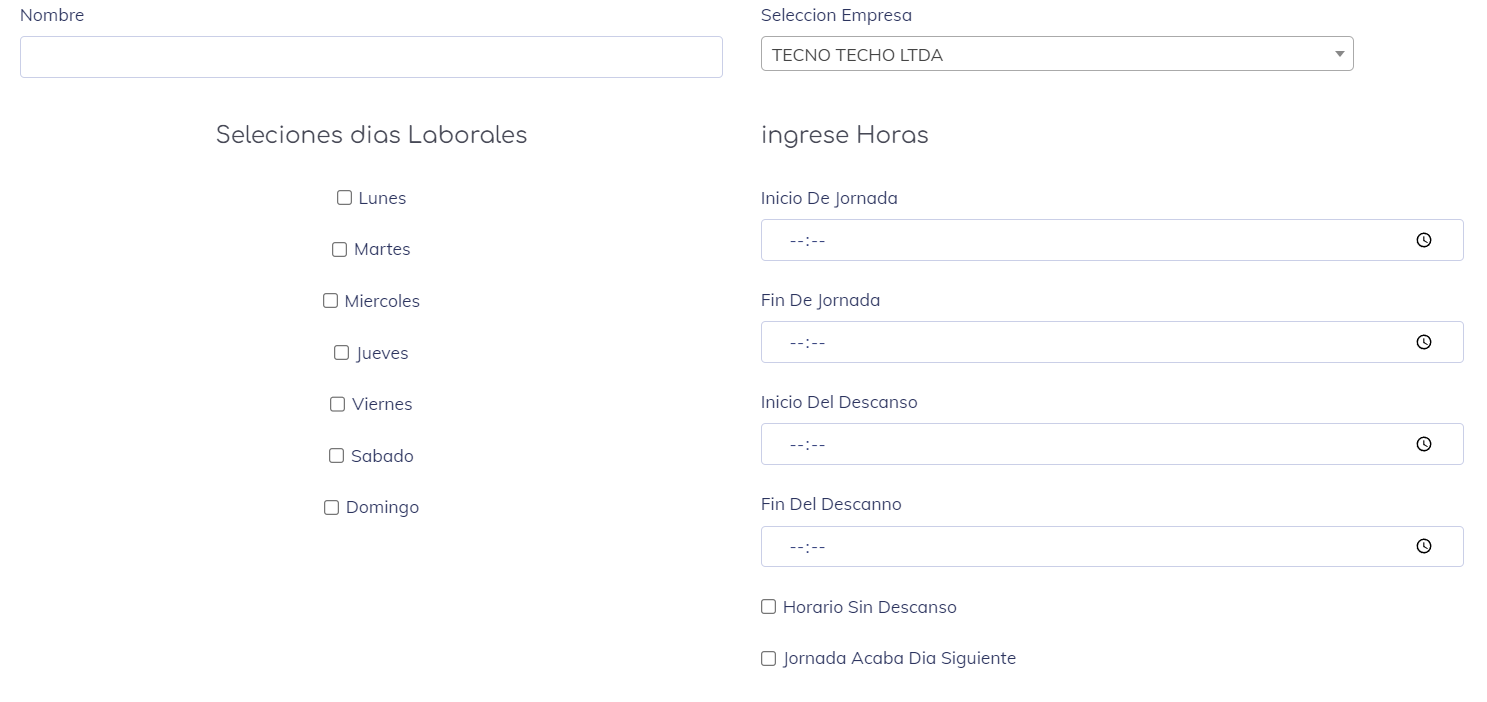 Nombre
Seleccion Empresa
TECNO TECHO LTDA
Seleciones dias Laborales
Lunes
Martes
Miercoles
Jueves
Viernes
Sabado
Domingo
ingrese Horas
Inicio De Jornada
--:--
Fin De Jornada
--:--
Inicio Del Descanso
--:--
Fin Del Descanno
--:--
Horario Sin Descanso
Jornada Acaba Dia Siguiente